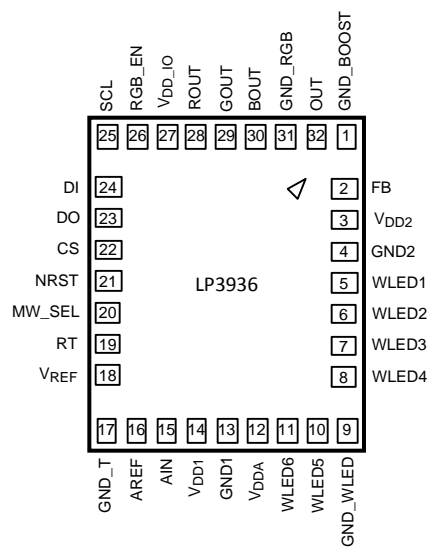 SCL RGB_EN VDD_IO ROUT GOUT BOUT GND_RGB OUT GND_BOOST
25 26 27 28 29 30 31 32 1
DI 24 2 FB
DO 23 3 VDD2
CS 22 4 GND2
NRST 21 LP3936 5 WLED1
MW_SEL 20 6 WLED2
RT 19 7 WLED3
VREF 18 8 WLED4
17 16 15 14 13 12 11 10 9
GND_T AREF AIN VDD1 GND1 VDDA WLED6 WLED5 GND_WLED